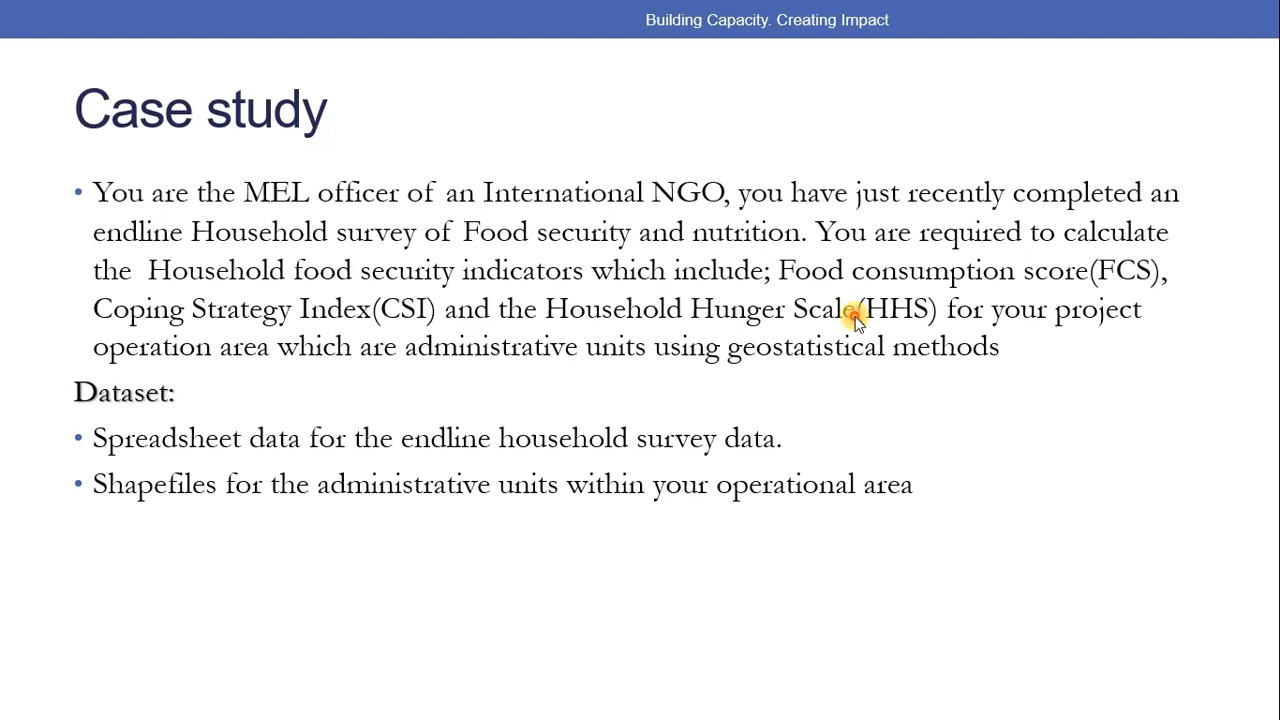 Building Capacity. Creating Impact
Case study
• You are the MEL officer of an International NGO, you have just recently completed an
endline Household survey of Food security and nutrition. You are required to calculate
the Household food security indicators which include; Food consumption score(FCS),
Coping Strategy Index(CSI) and the Household Hunger Scale(HHS) for your project
operation area which are administrative units using geostatistical methods
Dataset:
• Spreadsheet data for the endline household survey data.
• Shapefiles for the administrative units within your operational area